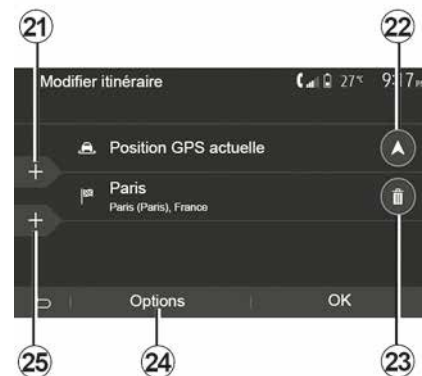 21
22
Modifier itinéraire
27°C 9:17 PM
Position GPS actuelle
Paris
Paris (Paris), France
Options
OK
25
24
23